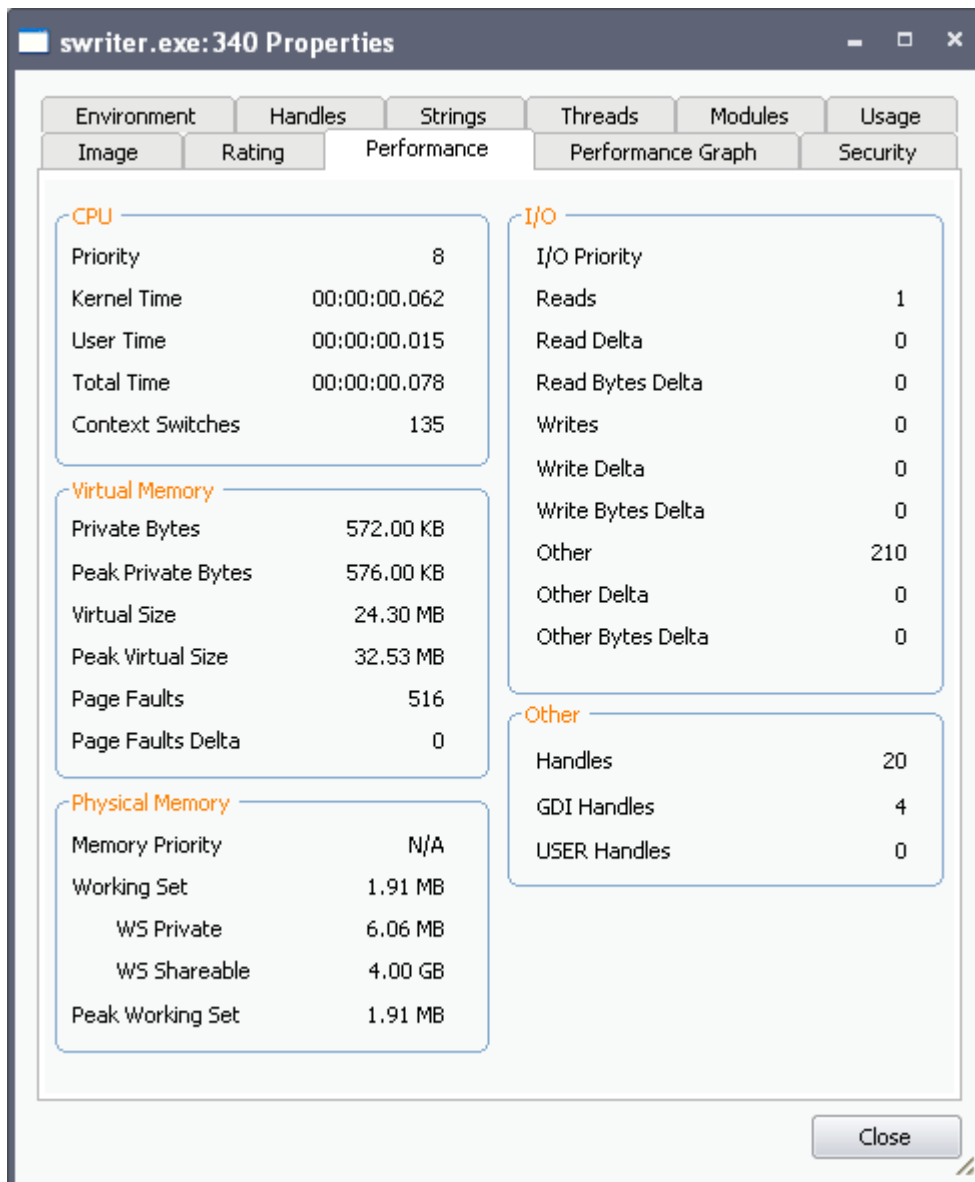 swriter.exe:340 Properties
Environment Handles Strings Threads Modules Usage
Image Rating Performance Performance Graph Security
CPU
Priority 8
Kernel Time 00:00:00.062
User Time 00:00:00.015
Total Time 00:00:00.078
Context Switches 135
Virtual Memory
Private Bytes 572.00 KB
Peak Private Bytes 576.00 KB
Virtual Size 24.30 MB
Peak Virtual Size 32.53 MB
Page Faults 516
Page Faults Delta 0
Physical Memory
Memory Priority N/A
Working Set 1.91 MB
WS Private 6.06 MB
WS Shareable 4.00 GB
Peak Working Set 1.91 MB
I/O
I/O Priority
Reads 1
Read Delta 0
Read Bytes Delta 0
Writes 0
Write Delta 0
Write Bytes Delta 0
Other 210
Other Delta 0
Other Bytes Delta 0
Other
Handles 20
GDI Handles 4
USER Handles 0
Close